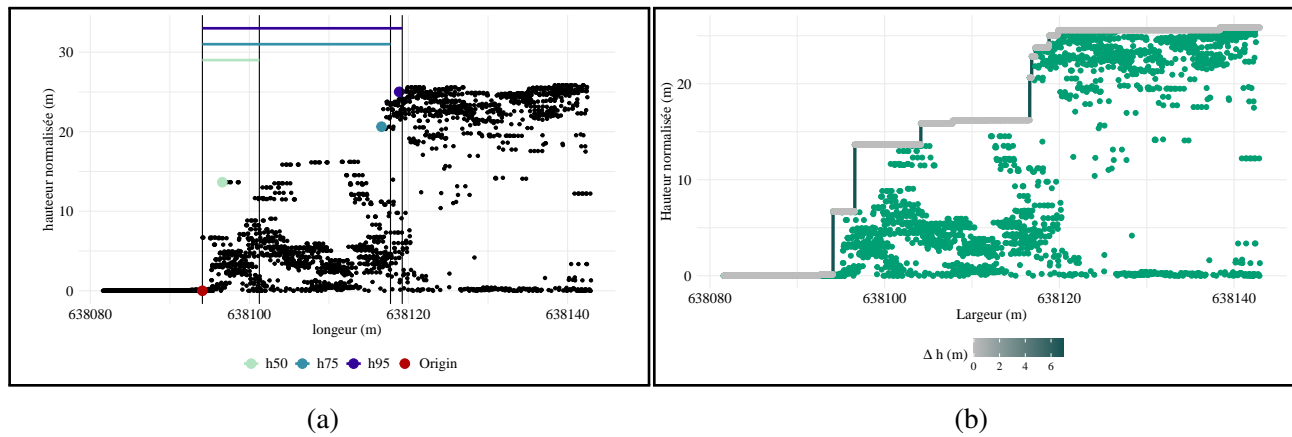 30
20
10
0
hauteeur normalisée (m)
638080
638100
638120
638140
longeur (m)
h50
h75
h95
Origin
(a)
20
10
0
Hauteur normalisée (m)
638080
638100
638120
638140
Largeur (m)
Δ h (m)
0
2
4
6
(b)